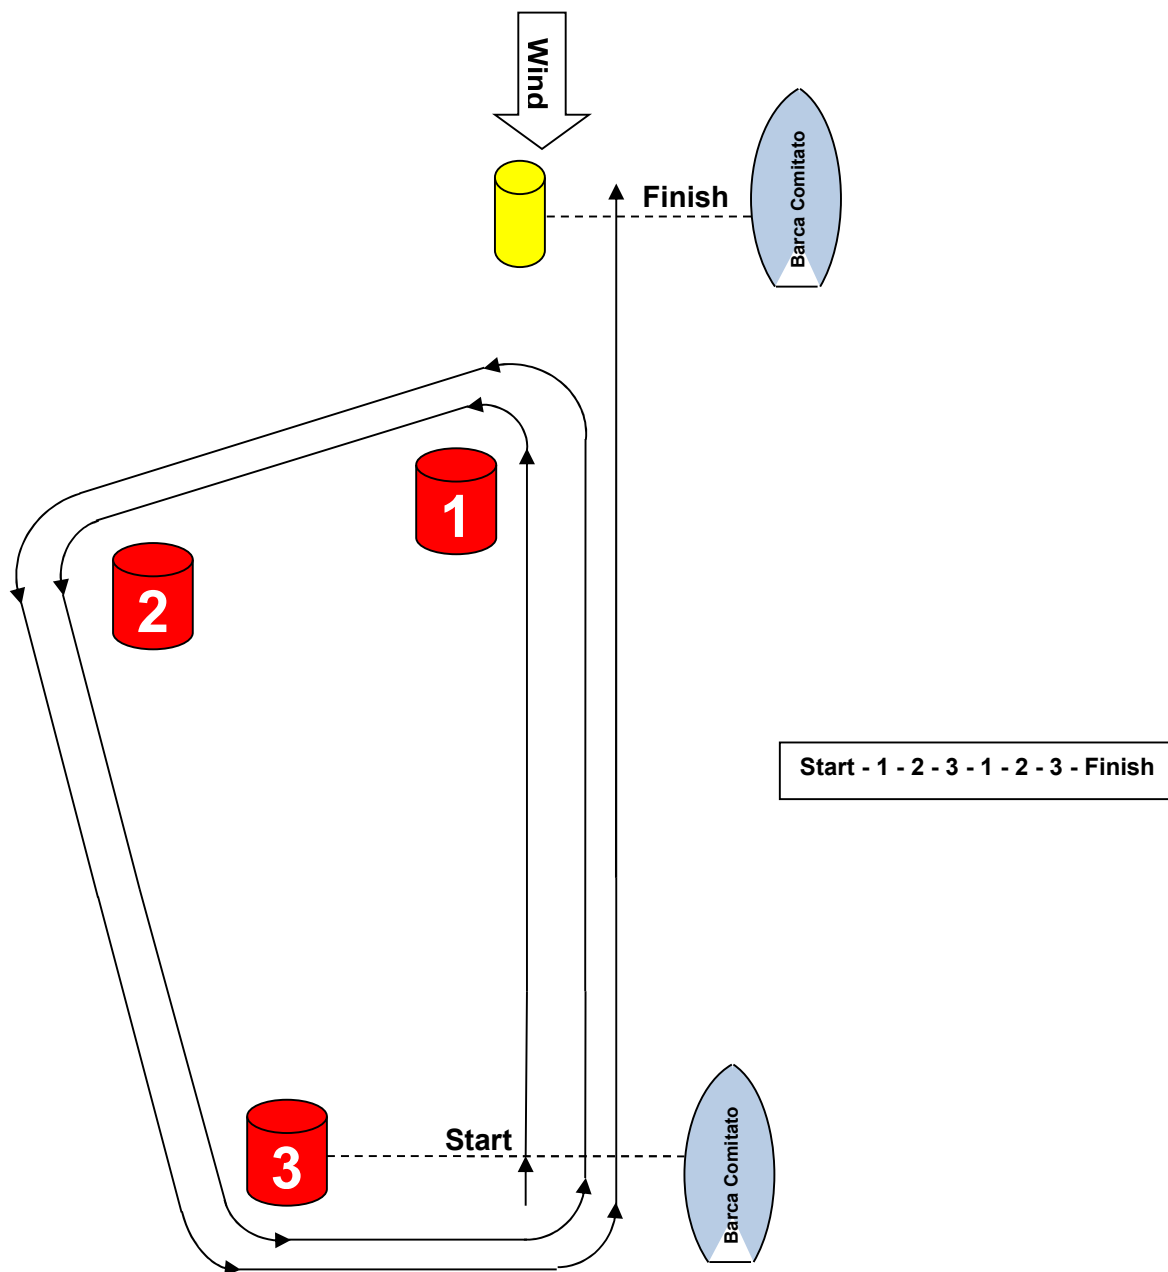 Wind
Finish
Barca Comitato
1
2
Start - 1 - 2 - 3 - 1 - 2 - 3 - Finish
Start
3
Barca Comitato